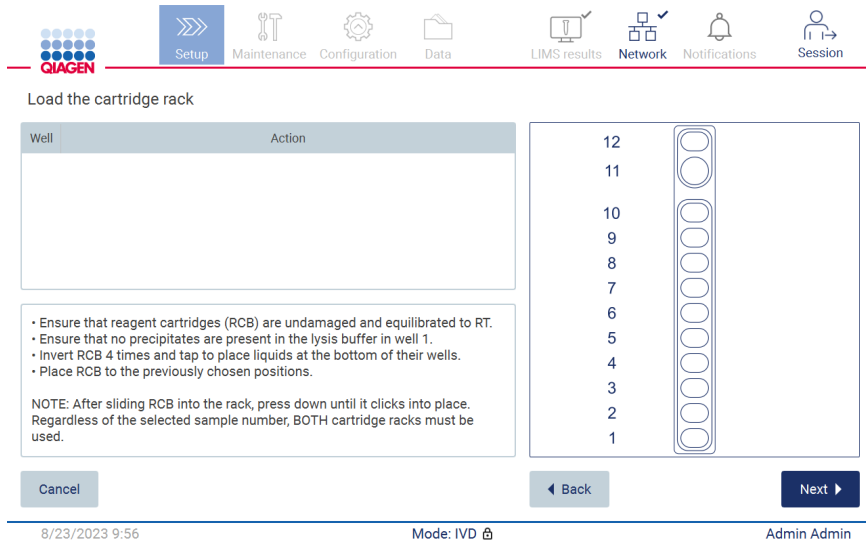 QIAGEN
Setup
Maintenance
Configuration
Data
LIMS results
Network
Notifications
Session
Load the cartridge rack
Well Action
• Ensure that reagent cartridges (RCB) are undamaged and equilibrated to RT.
• Ensure that no precipitates are present in the lysis buffer in well 1.
• Invert RCB 4 times and tap to place liquids at the bottom of their wells.
• Place RCB to the previously chosen positions.
NOTE: After sliding RCB into the rack, press down until it clicks into place.
Regardless of the selected sample number, BOTH cartridge racks must be
used.
12
11
10
9
8
7
6
5
4
3
2
1
Cancel
Back
Next
8/23/2023 9:56
Mode: IVD
Admin Admin